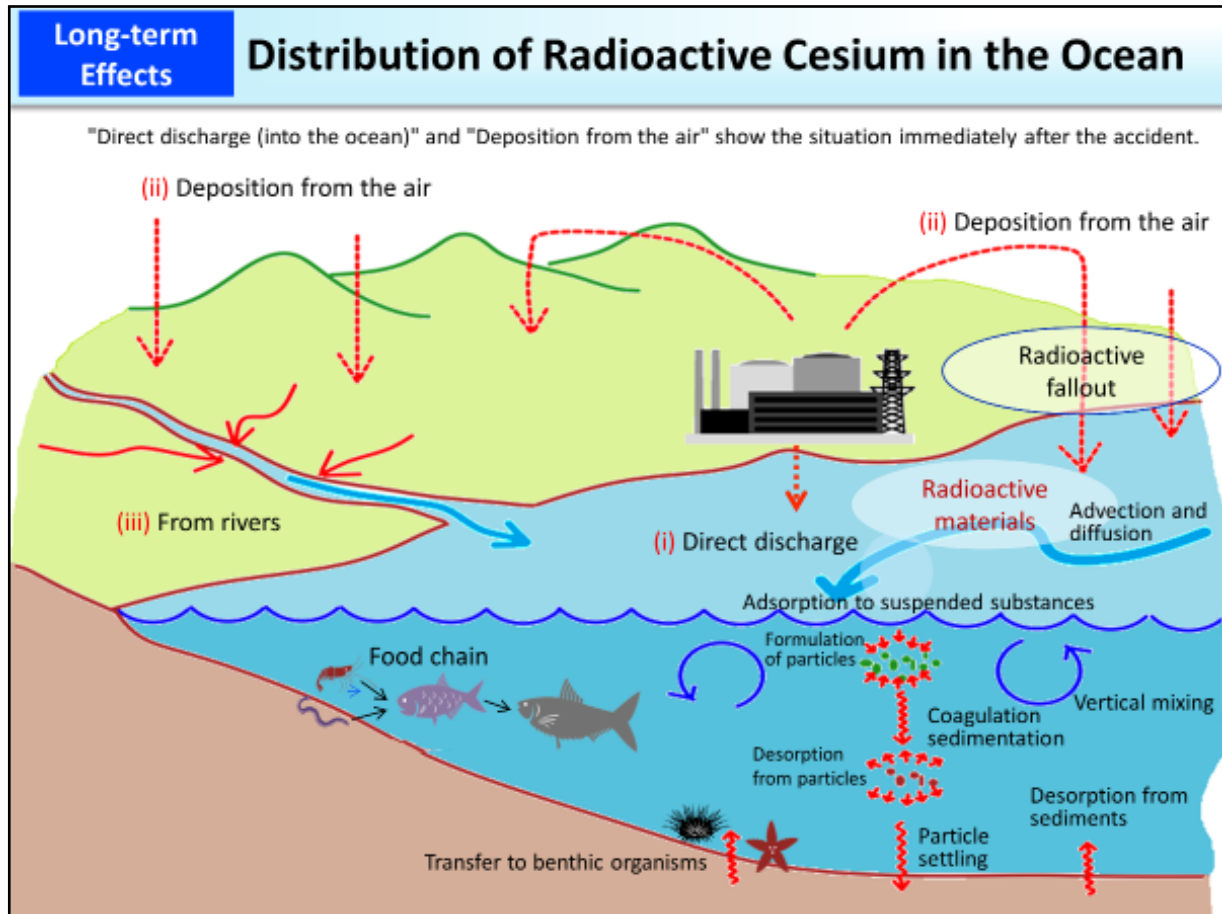 Long-term
Effects
Distribution of Radioactive Cesium in the Ocean
"Direct discharge (into the ocean)" and "Deposition from the air" show the situation immediately after the accident.
(ii) Deposition from the air
(ii) Deposition from the air
Radioactive
fallout
Radioactive
materials
Advection and
diffusion
(iii) From rivers
(i) Direct discharge
Adsorption to suspended substances
Formulation
of particles
Food chain
Vertical mixing
Coagulation
sedimentation
Desorption
from particles
Desorption from
sediments
Particle
settling
Transfer to benthic organisms